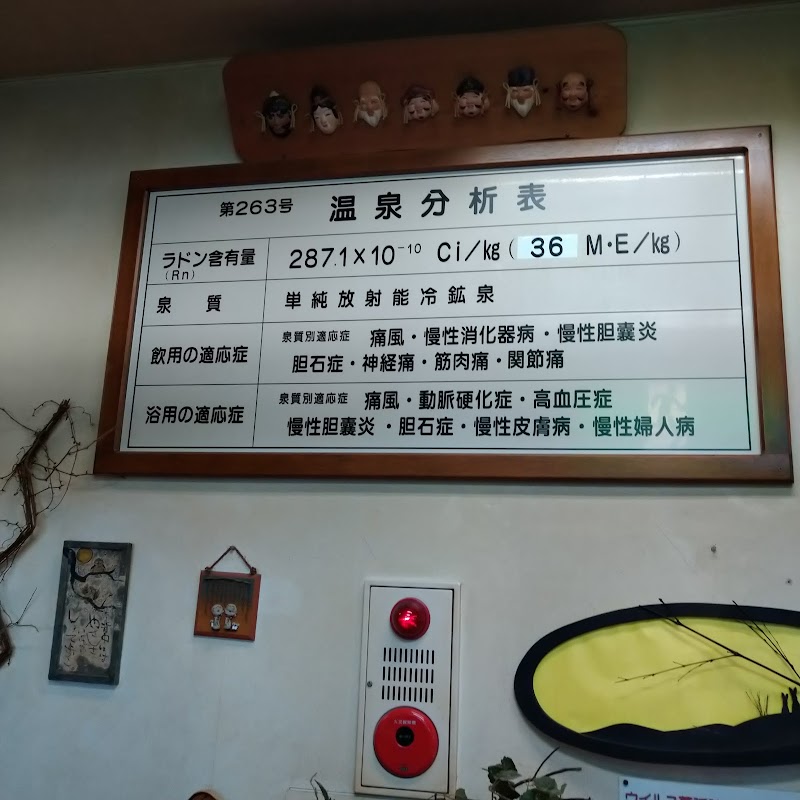 第263号 温泉分析表
ラドン含有量 287.1×10⁻¹⁰ Ci/kg ( 36 M・E/kg )
(Rn)
泉質 単純放射能冷鉱泉
飲用の適応症 泉質別適応症 痛風・慢性消化器病・慢性胆嚢炎
胆石症・神経痛・筋肉痛・関節痛
浴用の適応症 泉質別適応症 痛風・動脈硬化症・高血圧症
慢性胆嚢炎・胆石症・慢性皮膚病・慢性婦人病